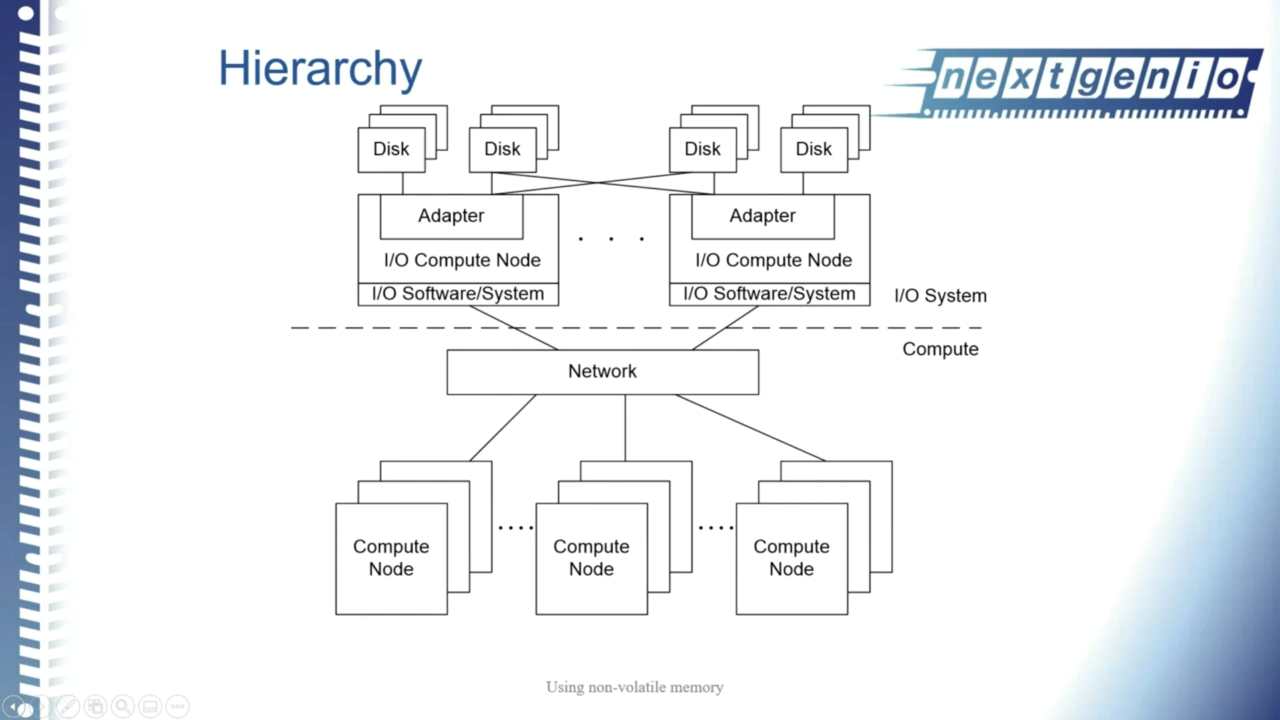 Hierarchy
nextgenio
Disk
Disk
Disk
Disk
Adapter
Adapter
I/O Compute Node
I/O Compute Node
I/O Software/System
I/O Software/System
I/O System
Compute
Network
Compute
Node
Compute
Node
Compute
Node
Using non-volatile memory